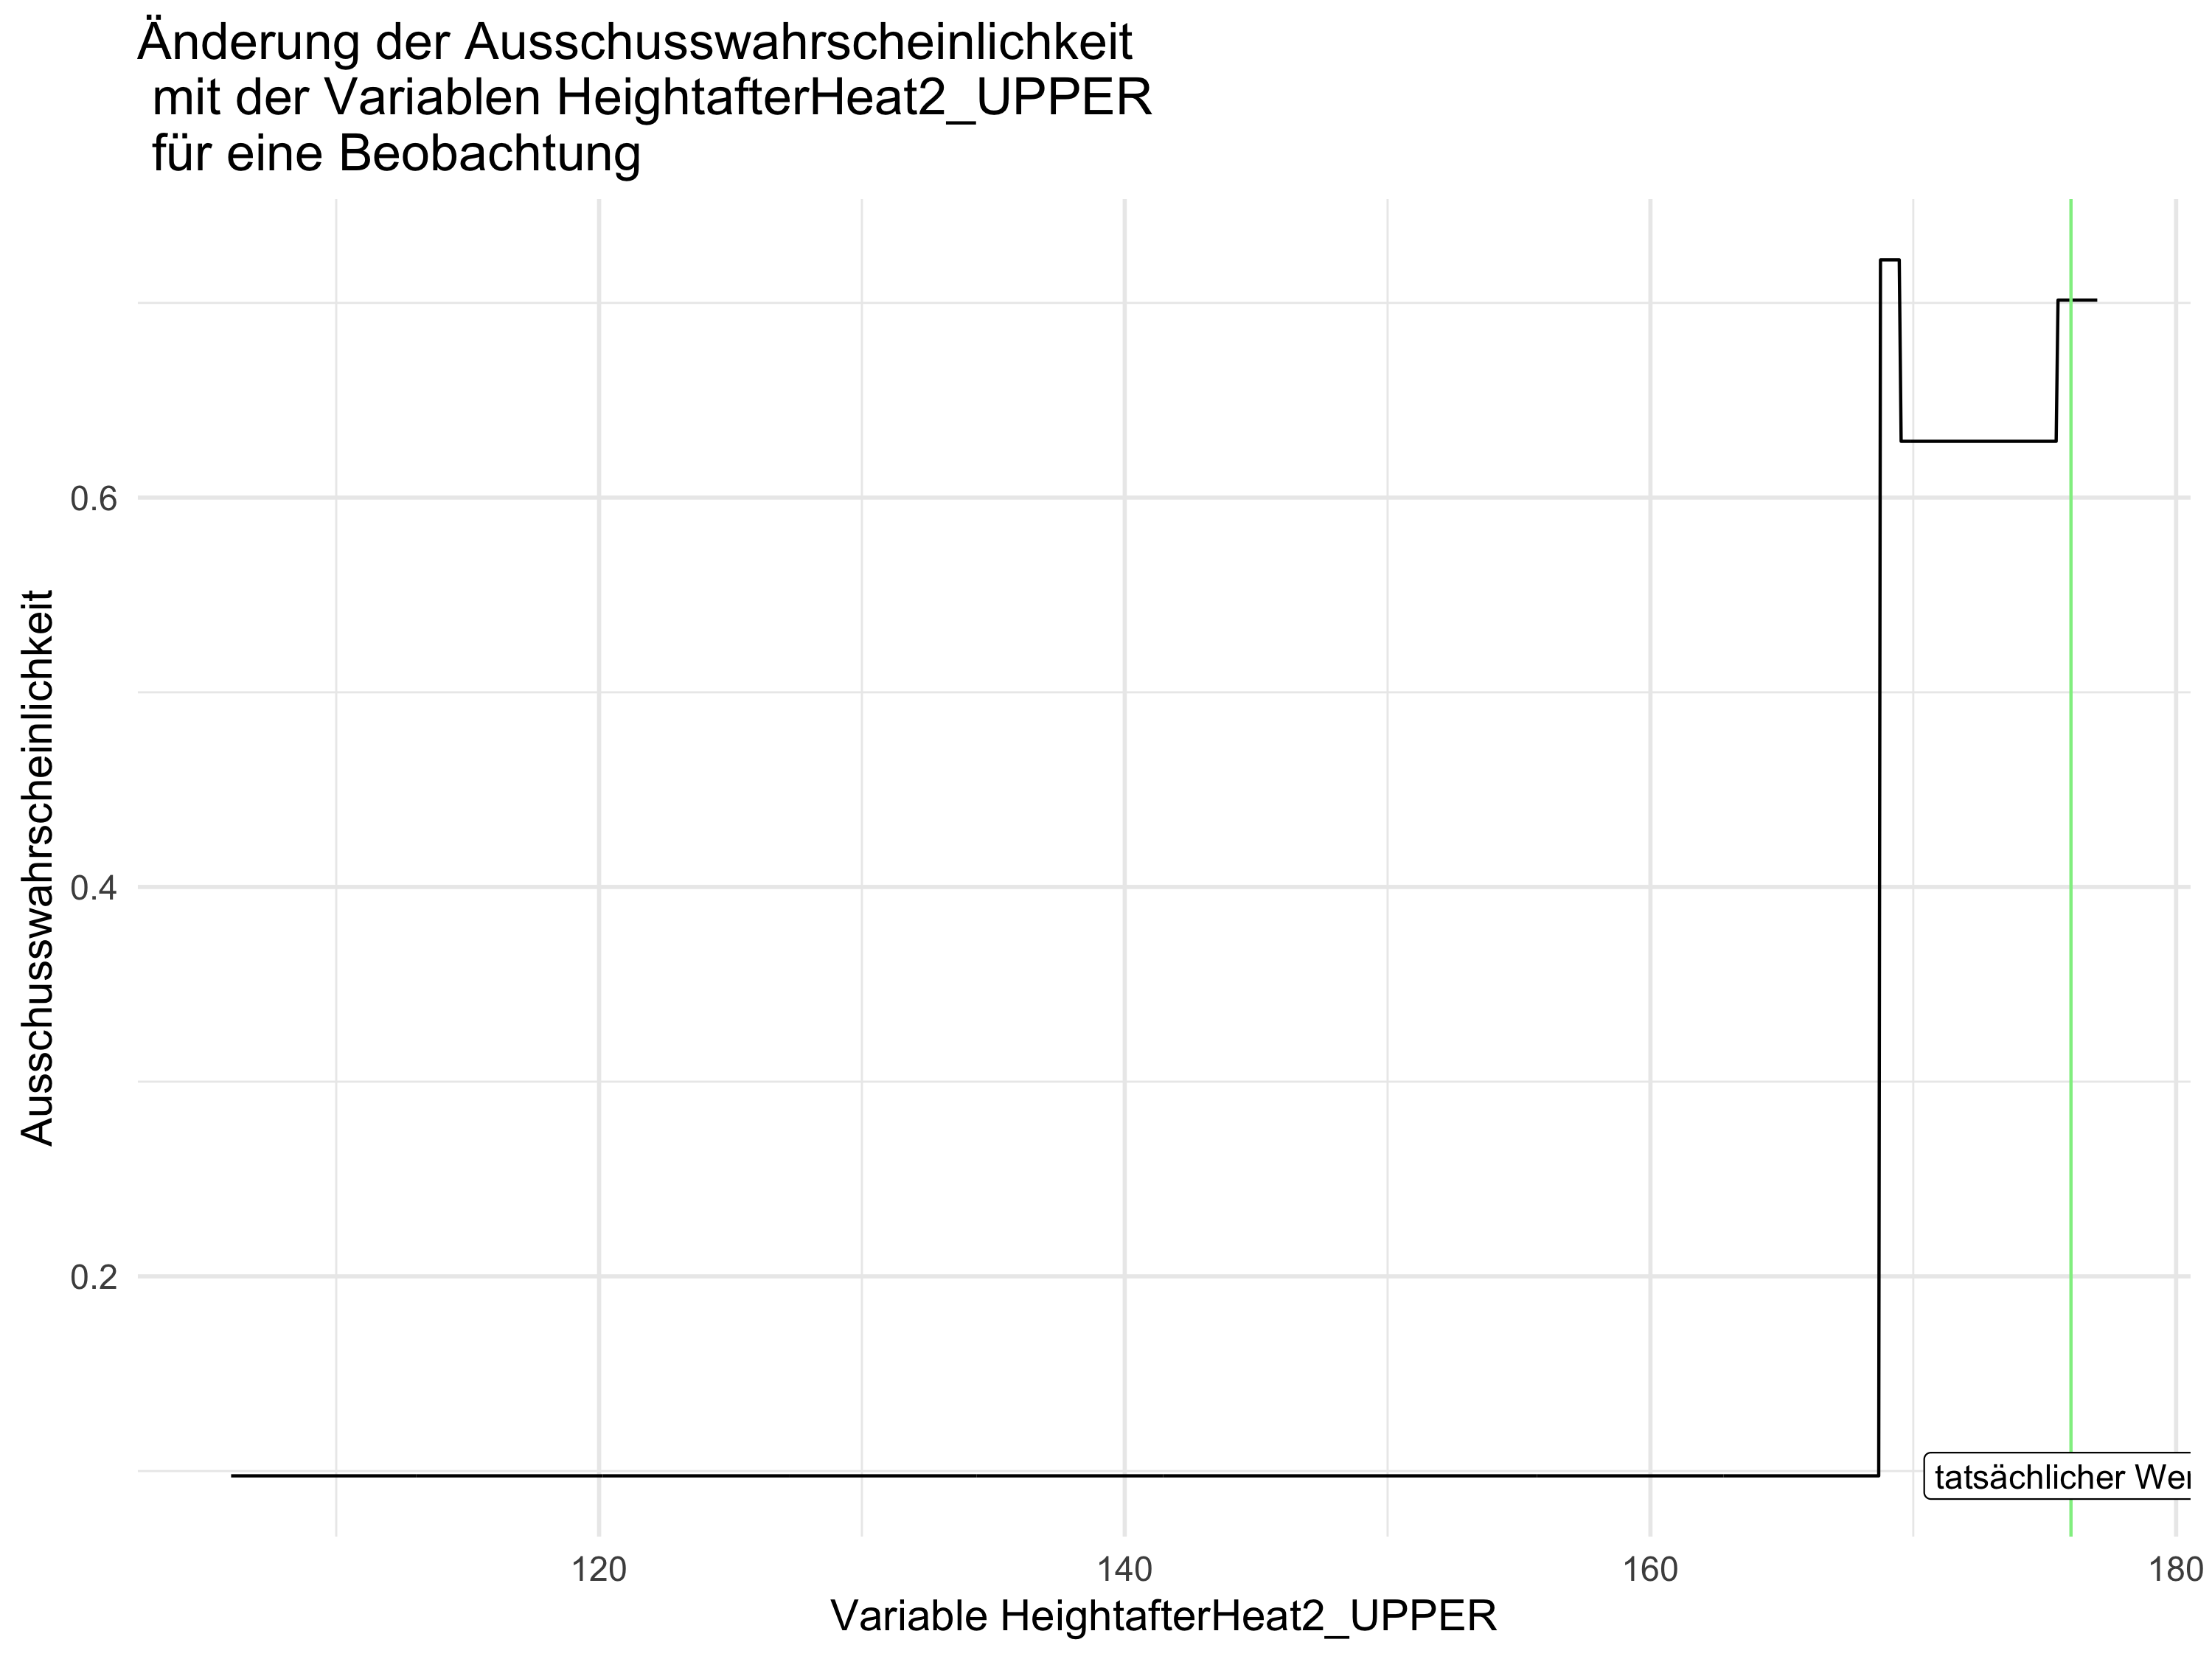 Änderung der Ausschusswahrscheinlichkeit
mit der Variablen HeightafterHeat2_UPPER
für eine Beobachtung
Ausschusswahrscheinlichkeit
0.6
0.4
0.2
tatsächlicher
120
140
160
180
Variable HeightafterHeat2_UPPER